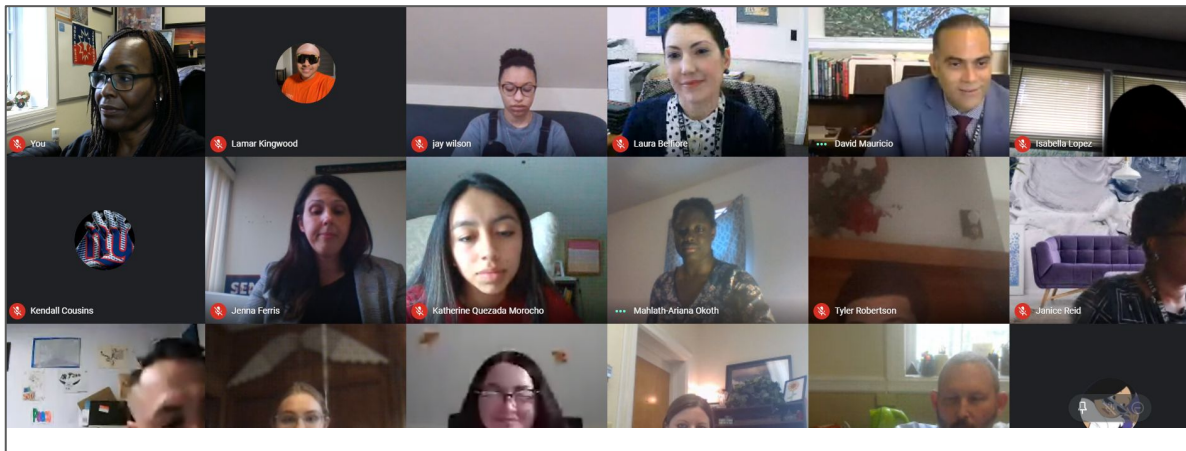 You
Lamar Kingwood
jay wilson
Laura Belfiore
David Mauricio
Isabella Lopez
Kendall Cousins
Jenna Ferris
SEN
Katherine Quezada Morocho
Mahlath-Ariana Okoth
Tyler Robertson
Janice Reid